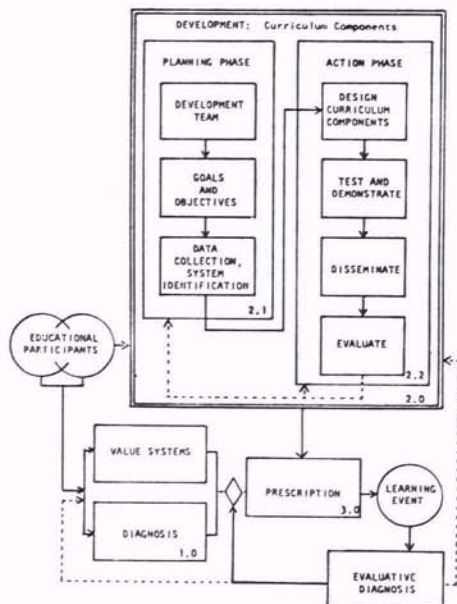 DEVELOPMENT: Curriculum Components
PLANNING PHASE
DEVELOPMENT
TEAM
GOALS
AND
OBJECTIVES
DATA
COLLECTION,
SYSTEM
IDENTIFICATION
2.1
ACTION PHASE
DESIGN
CURRICULUM
COMPONENTS
TEST AND
DEMONSTRATE
DISSEMINATE
EVALUATE
2.2
2.0
EDUCATIONAL
PARTICIPANTS
VALUE SYSTEMS
DIAGNOSIS
1.0
PRESCRIPTION
3.0
LEARNING
EVENT
EVALUATIVE
DIAGNOSIS